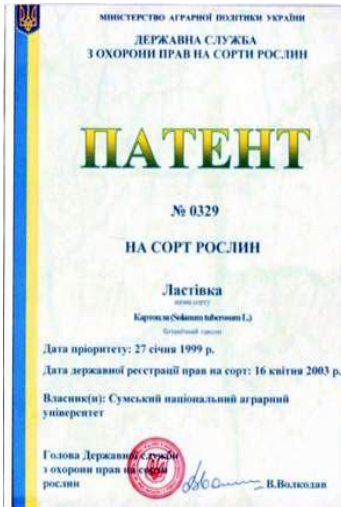 МІНІСТЕРСТВО АГРАРНОЇ ПОЛІТИКИ УКРАЇНИ
ДЕРЖАВНА СЛУЖБА
З ОХОРОНИ ПРАВ НА СОРТИ РОСЛИН
ПАТЕНТ
№ 0329
НА СОРТ РОСЛИН
Ластівка
назва сорту
Картопля (Solanum tuberosum L.)
ботанічний таксон
Дата пріоритету: 27 січня 1999 р.
Дата державної реєстрації прав на сорт: 16 квітня 2003 р.
Власник(и): Сумський національний аграрний
університет
Голова Державної служби
з охорони прав на сорти
рослин
В.Волкодав